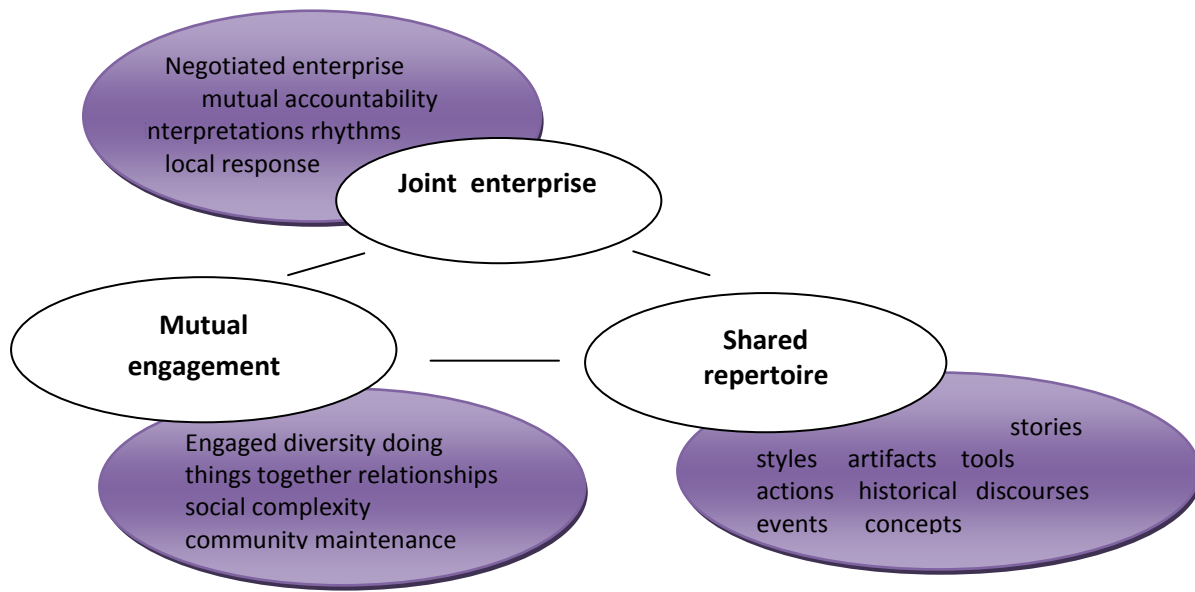 Negotiated enterprise
mutual accountability
nterpretations rhythms
local response
Joint enterprise
Mutual
engagement
Shared
repertoire
Engaged diversity doing
things together relationships
social complexity
community maintenance
stories
styles artifacts tools
actions historical discourses
events concepts